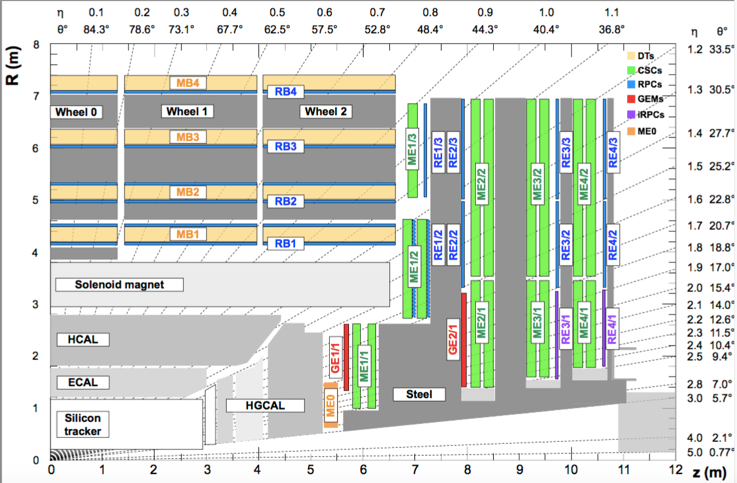 η 0.1 0.2 0.3 0.4 0.5 0.6 0.7 0.8 0.9 1.0 1.1
θ° 84.3° 78.6° 73.1° 67.7° 62.5° 57.5° 52.8° 48.4° 44.3° 40.4° 36.8°
η θ°
R (m)
8
7
6
5
4
3
2
1
0
1.2 33.5°
1.3 30.5°
1.4 27.7°
1.5 25.2°
1.6 22.8°
1.7 20.7°
1.8 18.8°
1.9 17.0°
2.0 15.4°
2.1 14.0°
2.2 12.6°
2.3 11.5°
2.4 10.4°
2.5 9.4°
2.8 7.0°
3.0 5.7°
4.0 2.1°
5.0 0.77°
DTs
CSCs
RPCs
GEMs
iRPCs
ME0
MB4
RB4
Wheel 0 Wheel 1 Wheel 2
MB3
RB3
MB2
RB2
MB1
RB1
Solenoid magnet
HCAL
ECAL
Silicon
tracker
HGCAL
Steel
ME0
GE1/1
ME1/1
ME1/2
ME1/3
RE1/3
RE2/3
RE1/2
RE2/2
GE2/1
ME2/2
ME2/1
ME3/2
ME3/1
RE3/3
RE3/2
RE3/1
ME4/2
ME4/1
RE4/3
RE4/2
RE4/1
0 1 2 3 4 5 6 7 8 9 10 11 12
z (m)